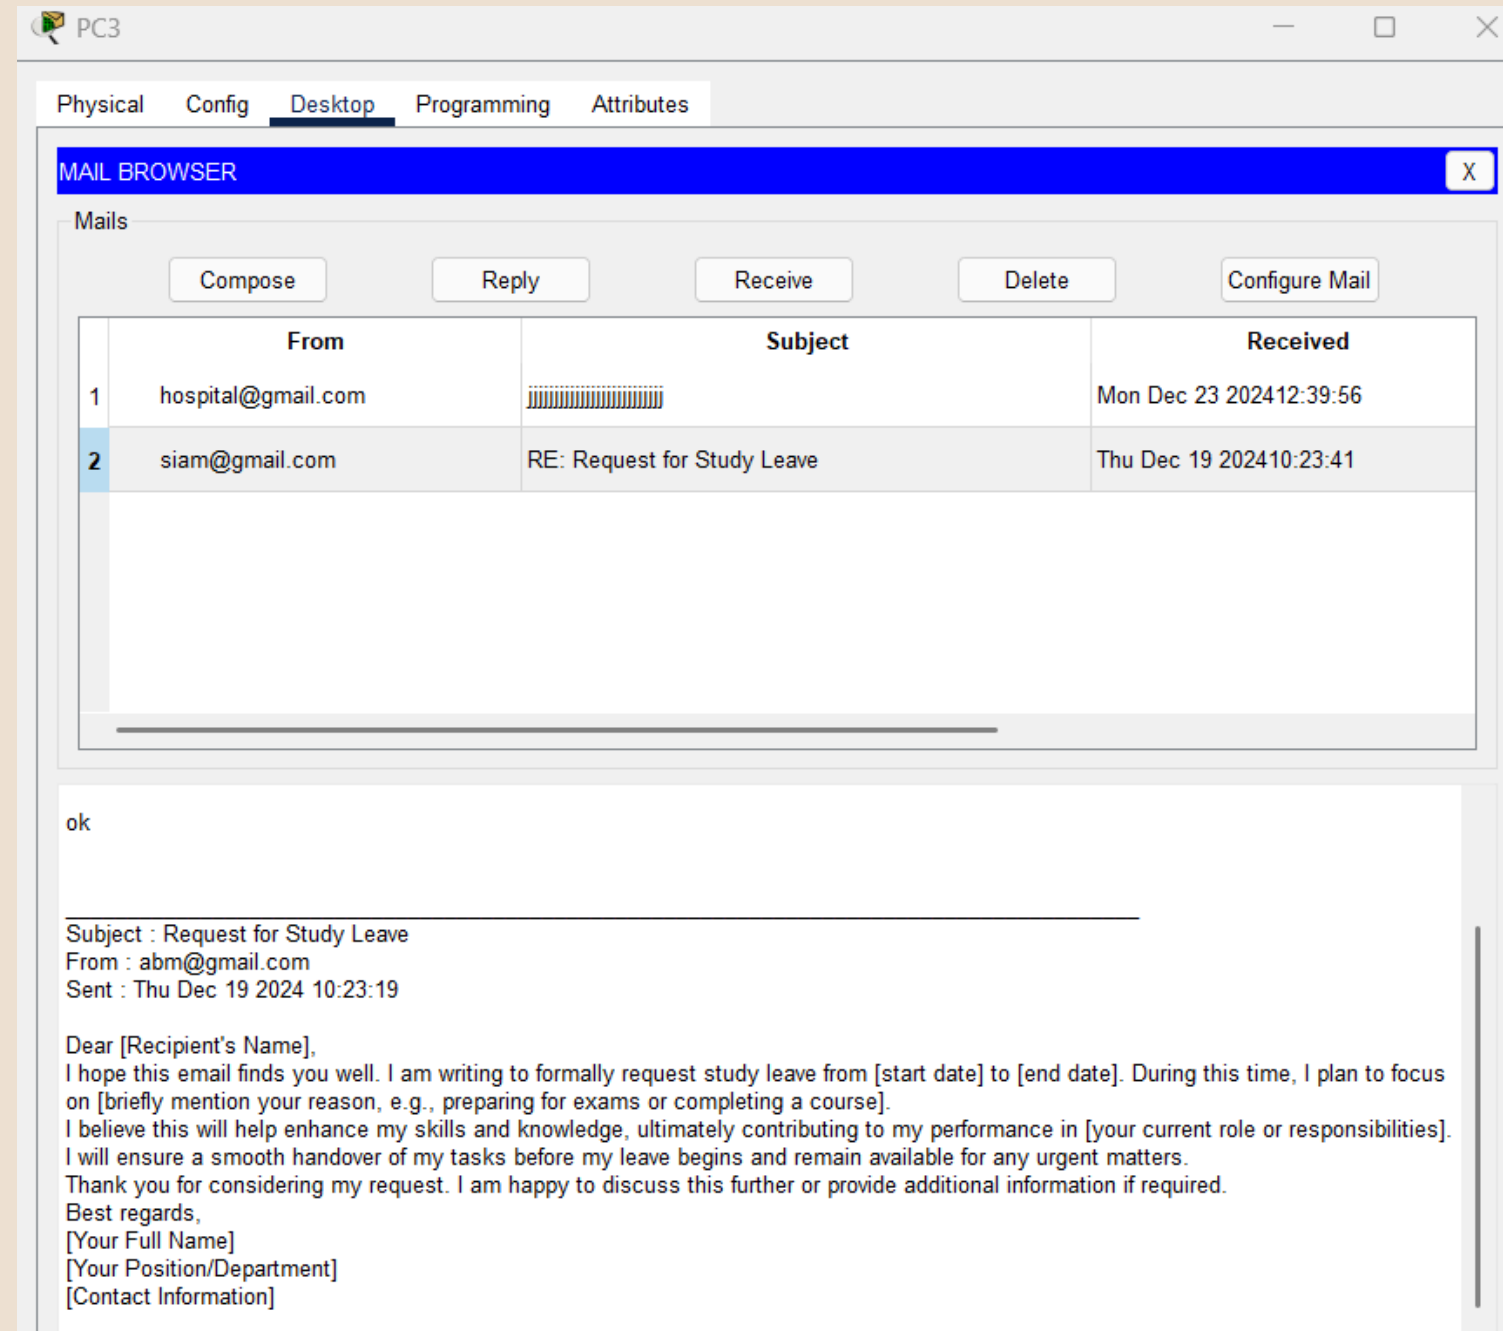 PC3
Physical Config Desktop Programming Attributes
MAIL BROWSER X
Mails
Compose Reply Receive Delete Configure Mail
From Subject Received
1 hospital@gmail.com jjjjjjjjjjjjjjjjjjjjjjjjjj Mon Dec 23 202412:39:56
2 siam@gmail.com RE: Request for Study Leave Thu Dec 19 202410:23:41
ok
Subject : Request for Study Leave
From : abm@gmail.com
Sent : Thu Dec 19 2024 10:23:19
Dear [Recipient's Name],
I hope this email finds you well. I am writing to formally request study leave from [start date] to [end date]. During this time, I plan to focus
on [briefly mention your reason, e.g., preparing for exams or completing a course].
I believe this will help enhance my skills and knowledge, ultimately contributing to my performance in [your current role or responsibilities].
I will ensure a smooth handover of my tasks before my leave begins and remain available for any urgent matters.
Thank you for considering my request. I am happy to discuss this further or provide additional information if required.
Best regards,
[Your Full Name]
[Your Position/Department]
[Contact Information]